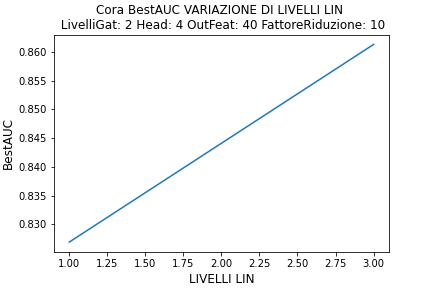 Cora BestAUC VARIAZIONE DI LIVELLI LIN
LivelliGat: 2 Head: 4 OutFeat: 40 FattoreRiduzione: 10
0.860
0.855
0.850
0.845
0.840
0.835
0.830
BestAUC
1.00 1.25 1.50 1.75 2.00 2.25 2.50 2.75 3.00
LIVELLI LIN